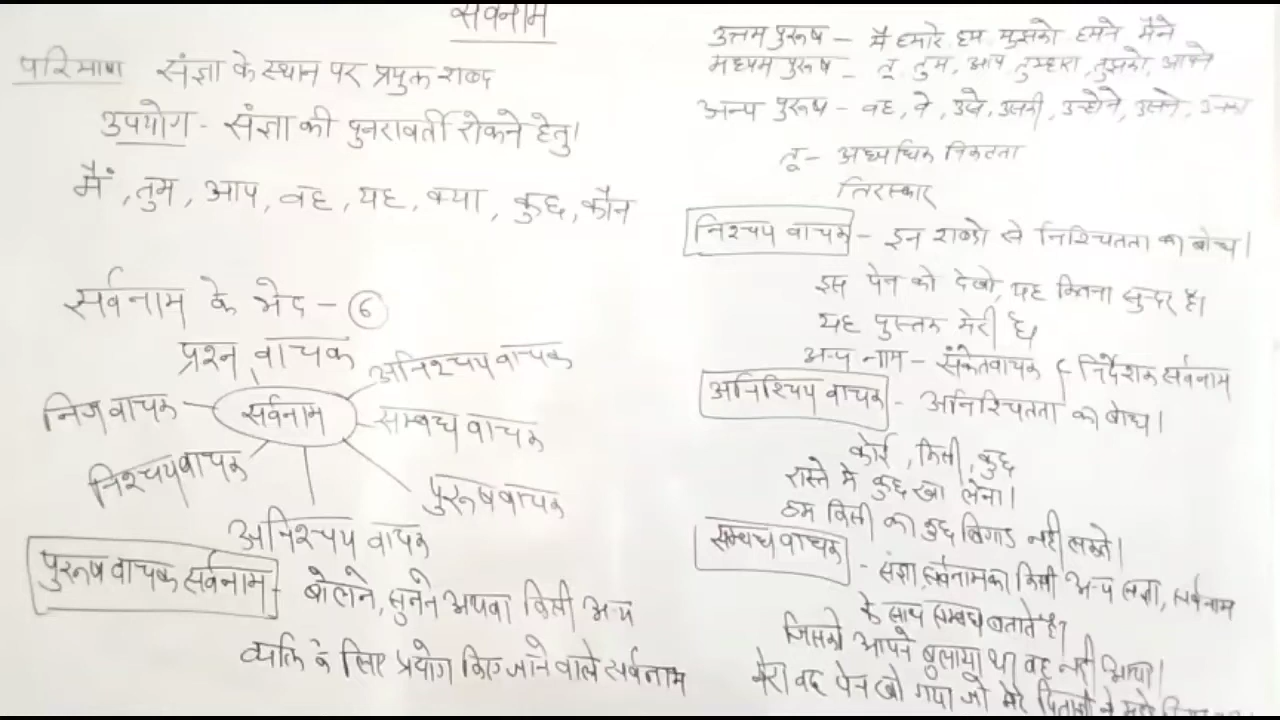 सर्वनाम
परिभाषा संज्ञा के स्थान पर प्रयुक्त शब्द
उपयोग - संज्ञा की पुनरावर्ती रोकने हेतु।
मैं, तुम, आप, वह, यह, क्या, कुछ, कौन
सर्वनाम के भेद - 6
प्रश्न वाचक
अनिश्चय वाचक
निजवाचक
सर्वनाम
सम्बन्ध वाचक
निश्चयवाचक
पुरूषवाचक
अनिश्चय वाचक
पुरूष वाचक सर्वनाम - बोलने, सुनने अथवा किसी अन्य
व्यक्ति के लिए प्रयोग किए जाने वाले सर्वनाम
उत्तम पुरूष - मैं हमारे हम मुझको हमने मैंने
मध्यम पुरूष - तू, तुम, आप, तुम्हारा, तुझको, आपने
अन्य पुरूष - वह, वे, उसे, उसकी, उन्होने, उसने,
तू - अत्यधिक निकटता
तिरस्कार
निश्चय वाचक - इन शब्दो से निश्चितता का बोध।
इस पेन को देखो, यह कितना सुन्दर है।
यह पुस्तक मेरी है।
अन्य नाम - संकेतवाचक / निर्देशक सर्वनाम
अनिश्चिय वाचक - अनिश्चितता का बोध।
कोई, किसी, कुछ
रास्ते मे कुछ खा लेना।
हम किसी का कुछ बिगाड नही सकते।
सम्बन्ध वाचक - संज्ञा, सर्वनाम का किसी अन्य संज्ञा, सर्वनाम
के साथ सम्बन्ध बताते है।
जिसको आपने बुलाया था वह नही आया।
मेरा वह पेन खो गया जो मेरे पिताजी ने मुझे